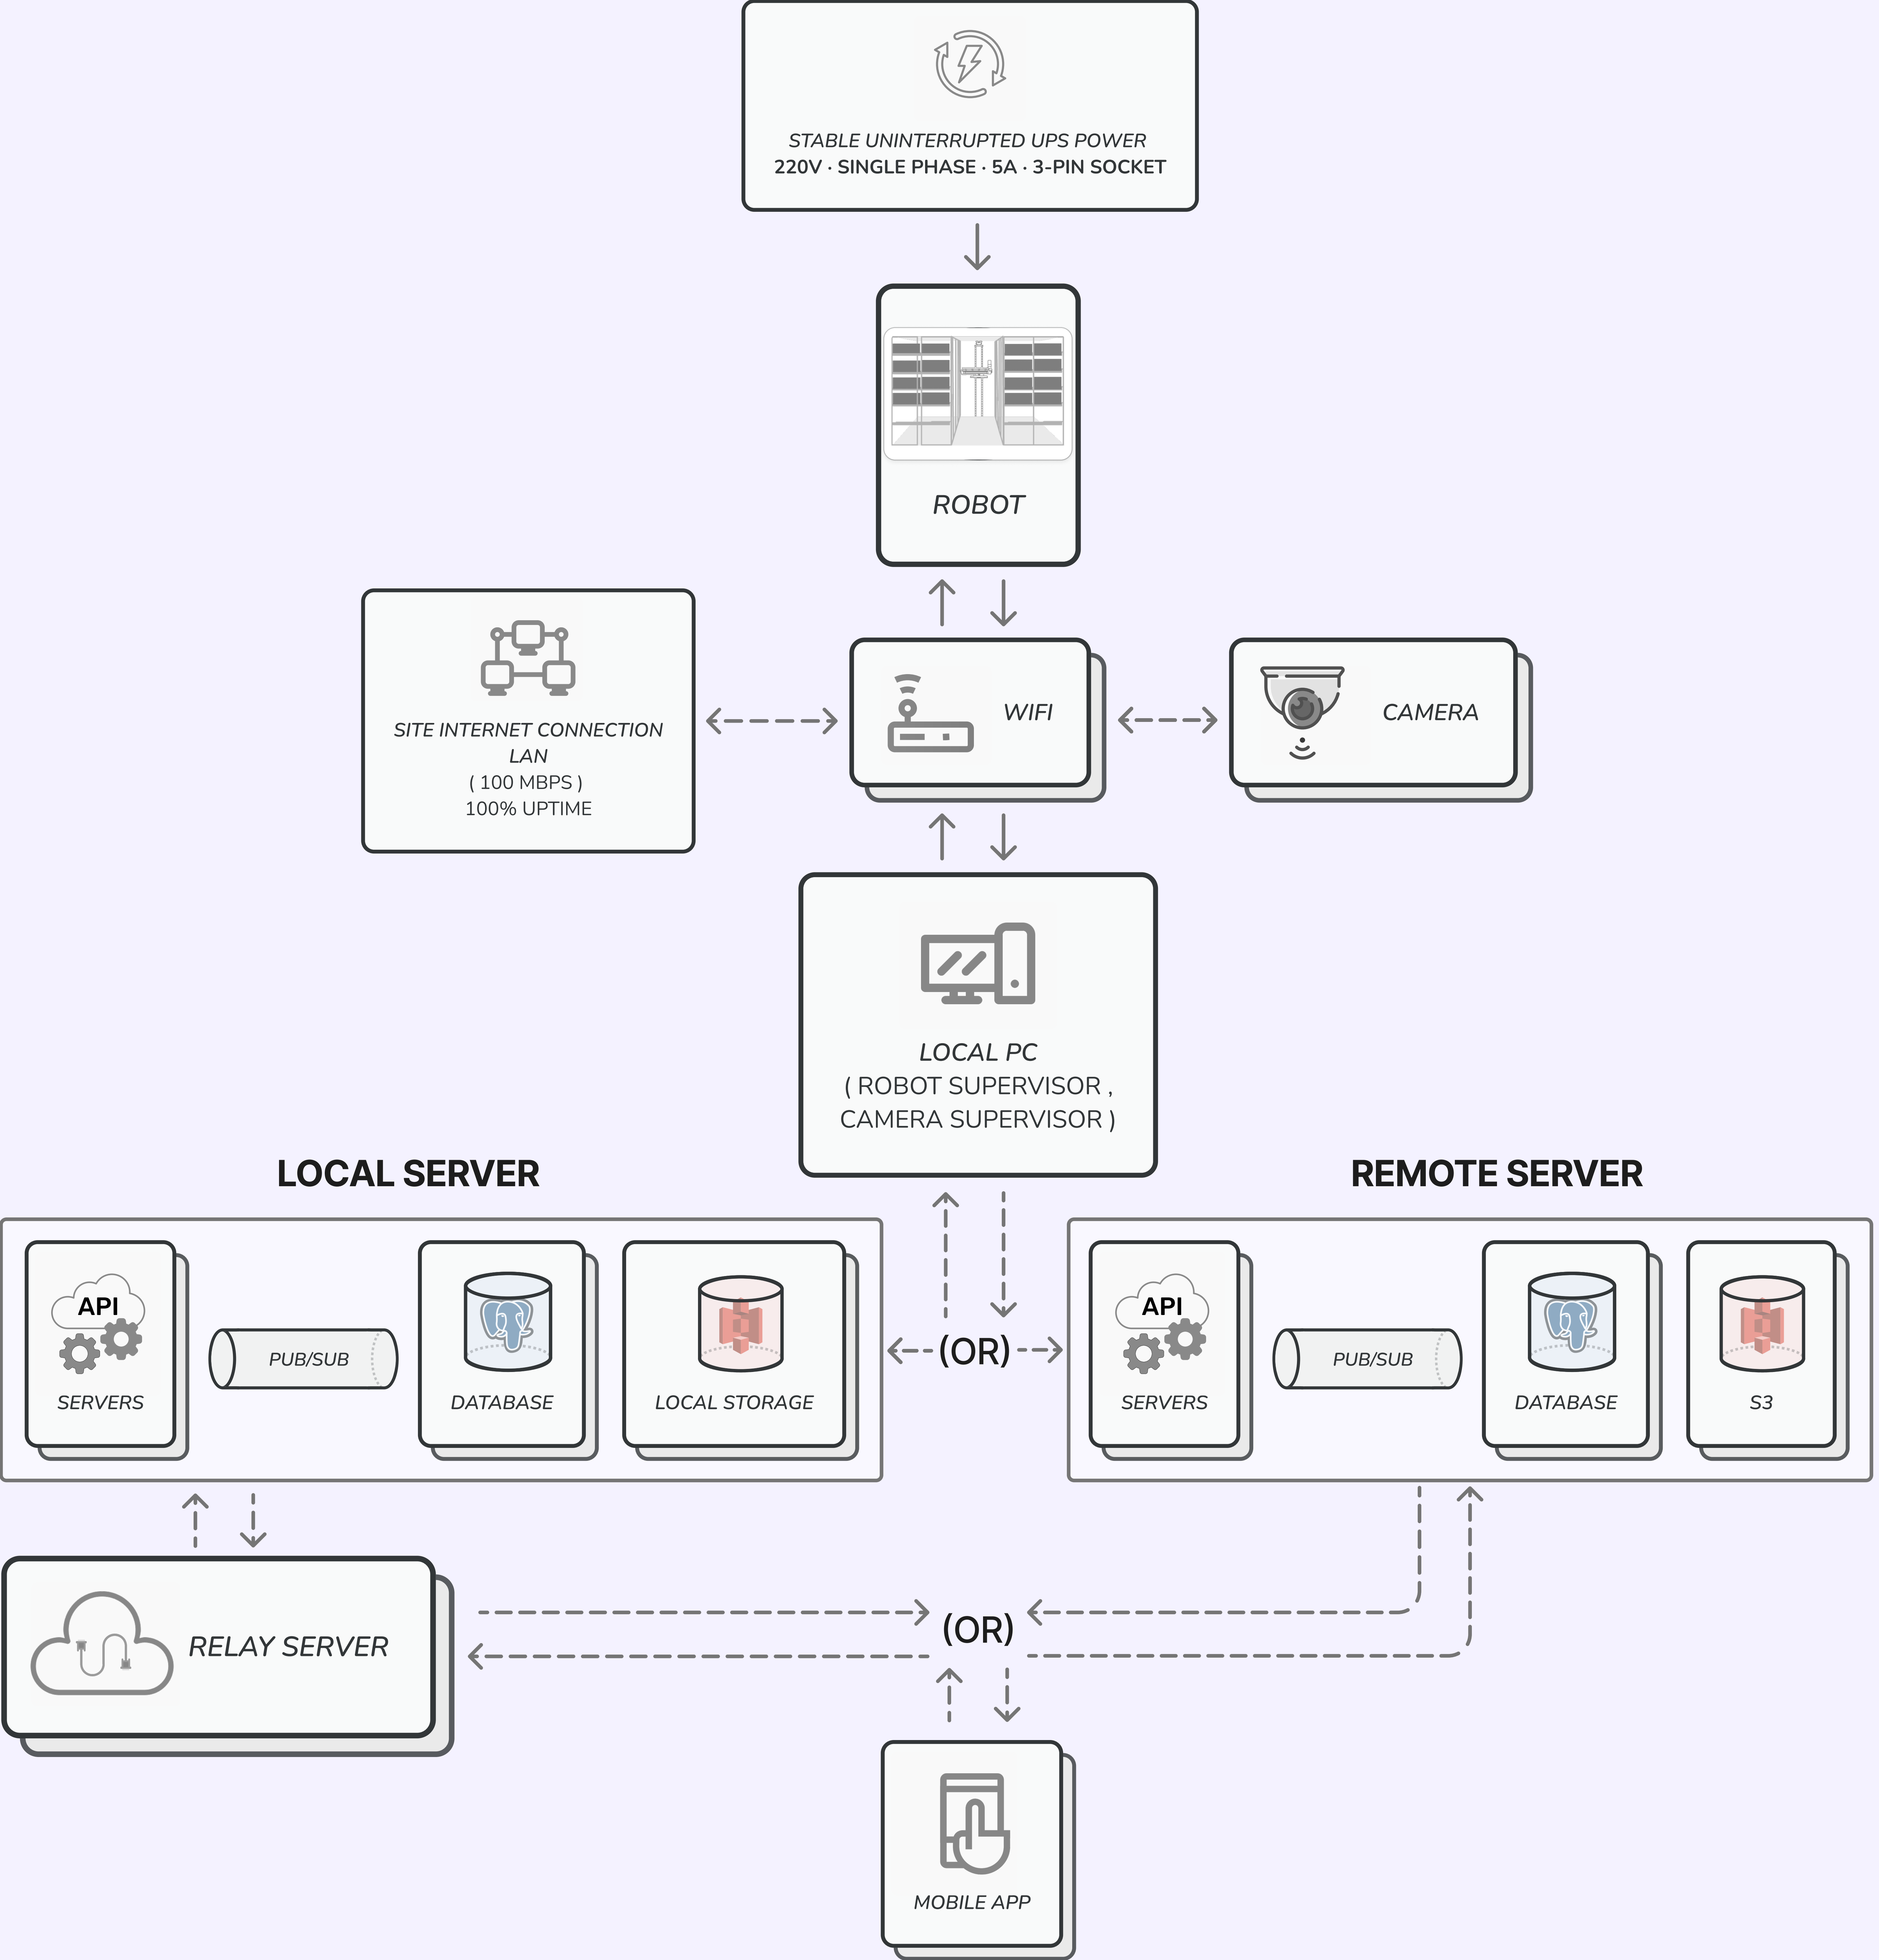 STABLE UNINTERRUPTED UPS POWER
220V · SINGLE PHASE · 5A · 3-PIN SOCKET
ROBOT
SITE INTERNET CONNECTION
LAN
( 100 MBPS )
100% UPTIME
WIFI
CAMERA
LOCAL PC
( ROBOT SUPERVISOR ,
CAMERA SUPERVISOR )
LOCAL SERVER
API
SERVERS
PUB/SUB
DATABASE
LOCAL STORAGE
(OR)
REMOTE SERVER
API
SERVERS
PUB/SUB
DATABASE
S3
RELAY SERVER
(OR)
MOBILE APP